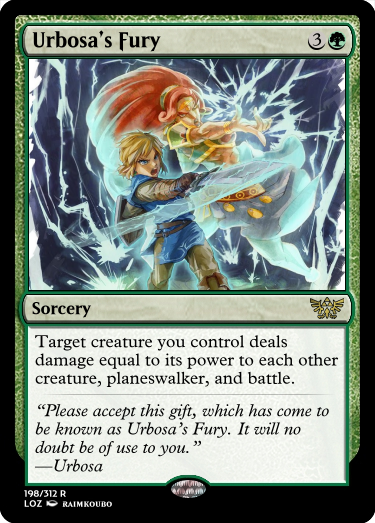 Urbosa's Fury 3
Sorcery
Target creature you control deals
damage equal to its power to each other
creature, planeswalker, and battle.
“Please accept this gift, which has come to
be known as Urbosa's Fury. It will no
doubt be of use to you.”
—Urbosa
198/312 R
LOZ RAIMKOUBO